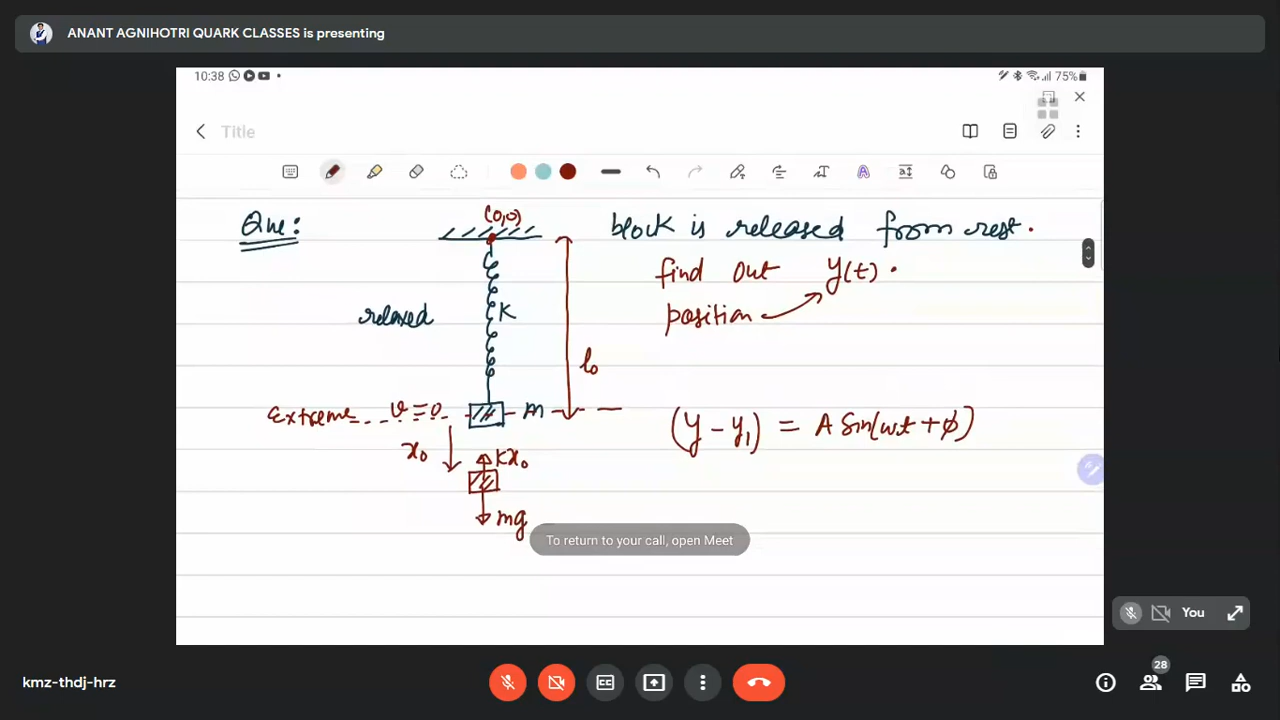 ANANT AGNIHOTRI QUARK CLASSES is presenting
10:38
75%
Title
Que:
(0,0)
block is released from rest.
find out y(t).
relaxed
K
position
l₀
Extreme
v=0
m
(y - y₁) = A Sin(ωt + ϕ)
x₀
Kx₀
mg
To return to your call, open Meet
You
kmz-thdj-hrz
CC
28